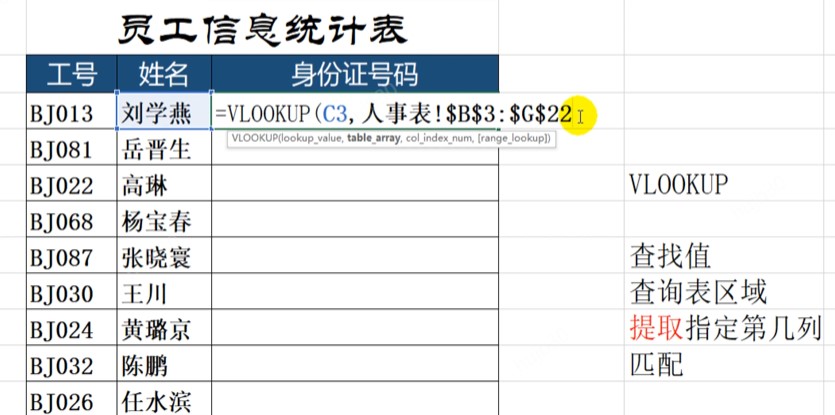 员工信息统计表
工号 姓名 身份证号码
BJ013 刘学燕 =VLOOKUP(C3,人事表!$B$3:$G$22
VLOOKUP(lookup_value, table_array, col_index_num, [range_lookup])
BJ081 岳晋生
BJ022 高琳 VLOOKUP
BJ068 杨宝春
BJ087 张晓寰 查找值
BJ030 王川 查询表区域
BJ024 黄璐京 提取指定第几列
BJ032 陈鹏 匹配
BJ026 任水滨